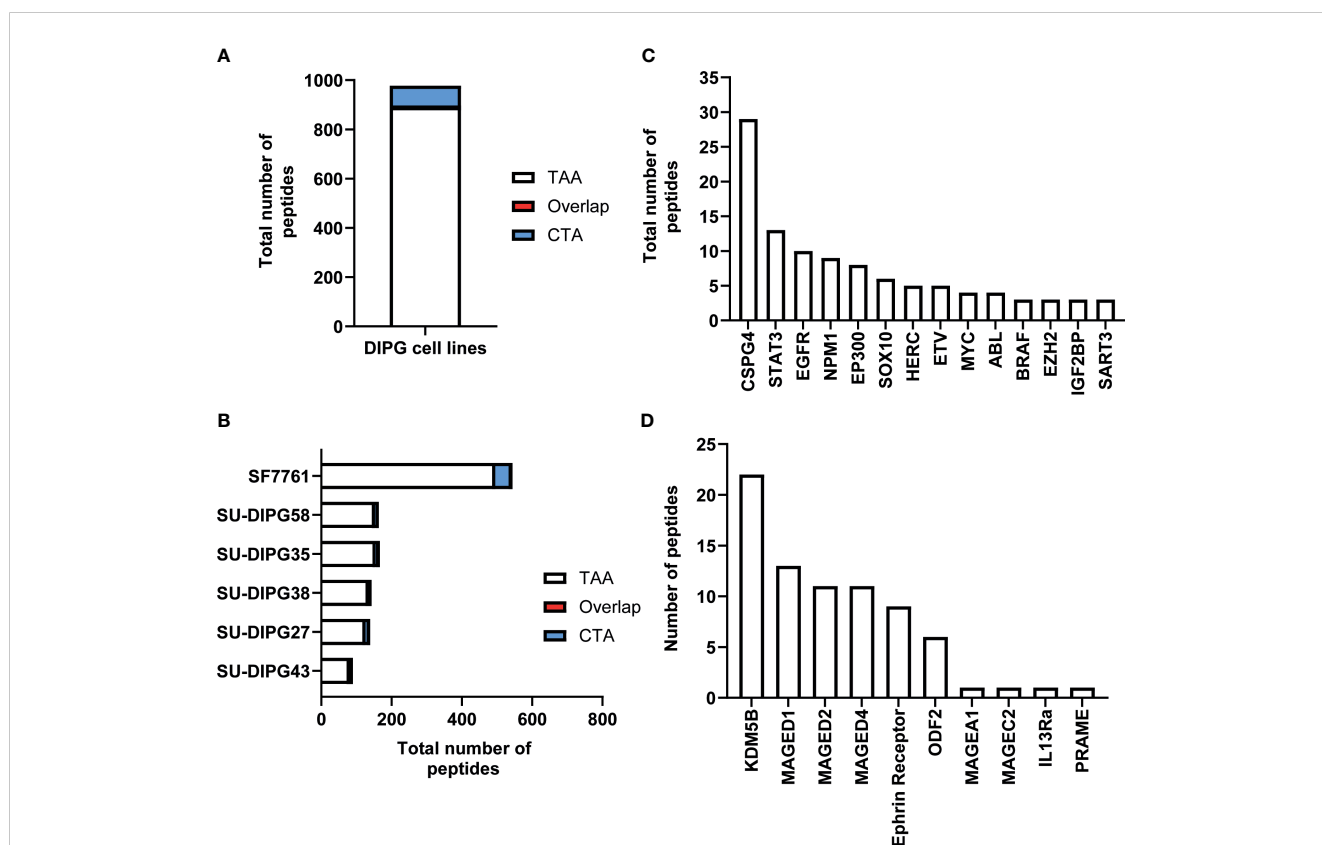 A
Total number of
peptides
1000
800
600
400
200
0
DIPG cell lines
TAA
Overlap
CTA
C
Total number of
peptides
35
30
25
20
15
10
5
0
CSPG4
STAT3
EGFR
NPM1
EP300
SOX10
HERC
ETV
MYC
ABL
BRAF
EZH2
IGF2BP
SART3
B
SF7761
SU-DIPG58
SU-DIPG35
SU-DIPG38
SU-DIPG27
SU-DIPG43
0 200 400 600 800
Total number of
peptides
TAA
Overlap
CTA
D
Number of peptides
25
20
15
10
5
0
KDM5B
MAGED1
MAGED2
MAGED4
Ephrin Receptor
ODF2
MAGEA1
MAGEC2
IL13Ra
PRAME